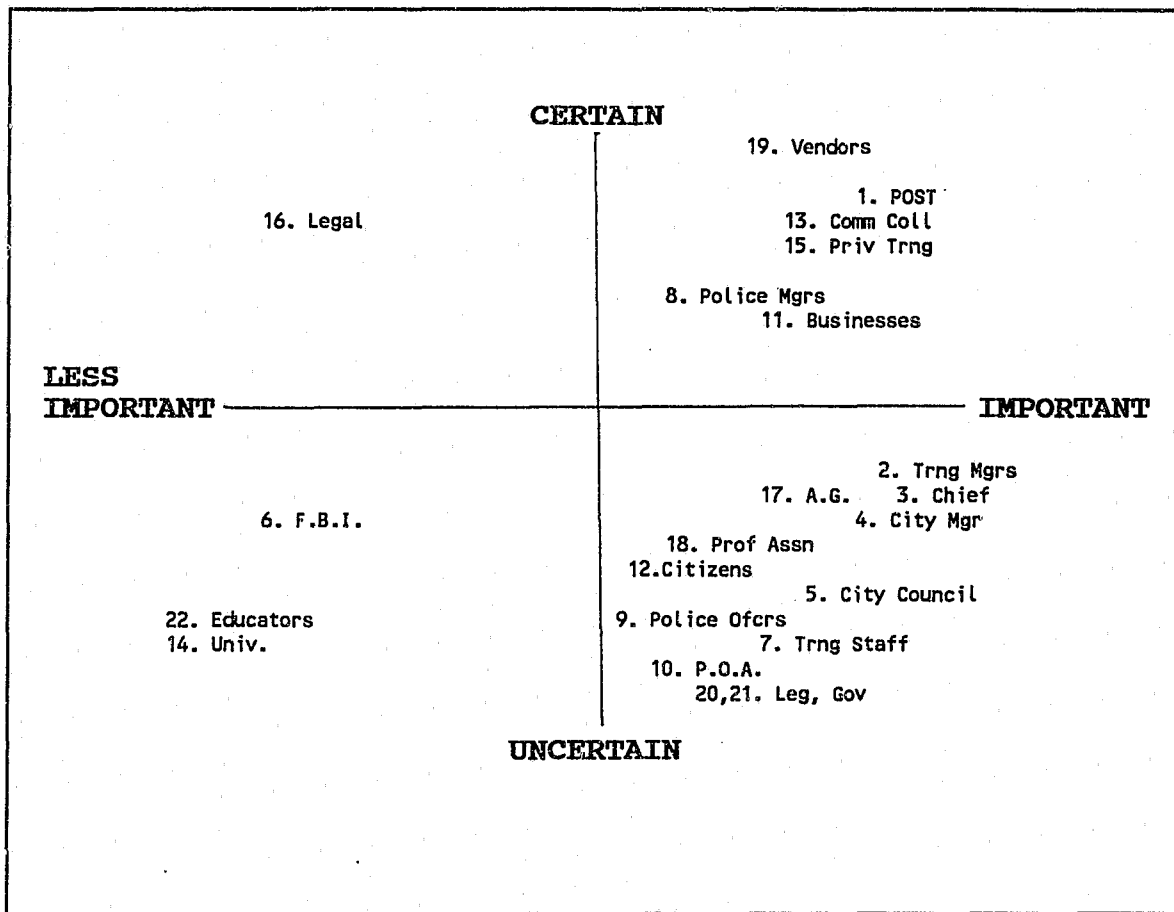 CERTAIN
19. Vendors
1. POST
16. Legal
13. Comm Coll
15. Priv Trng
8. Police Mgrs
11. Businesses
LESS
IMPORTANT
IMPORTANT
2. Trng Mgrs
17. A.G.
3. Chief
6. F.B.I.
4. City Mgr
18. Prof Assn
12.Citizens
5. City Council
22. Educators
9. Police Ofcrs
14. Univ.
7. Trng Staff
10. P.O.A.
20,21. Leg, Gov
UNCERTAIN